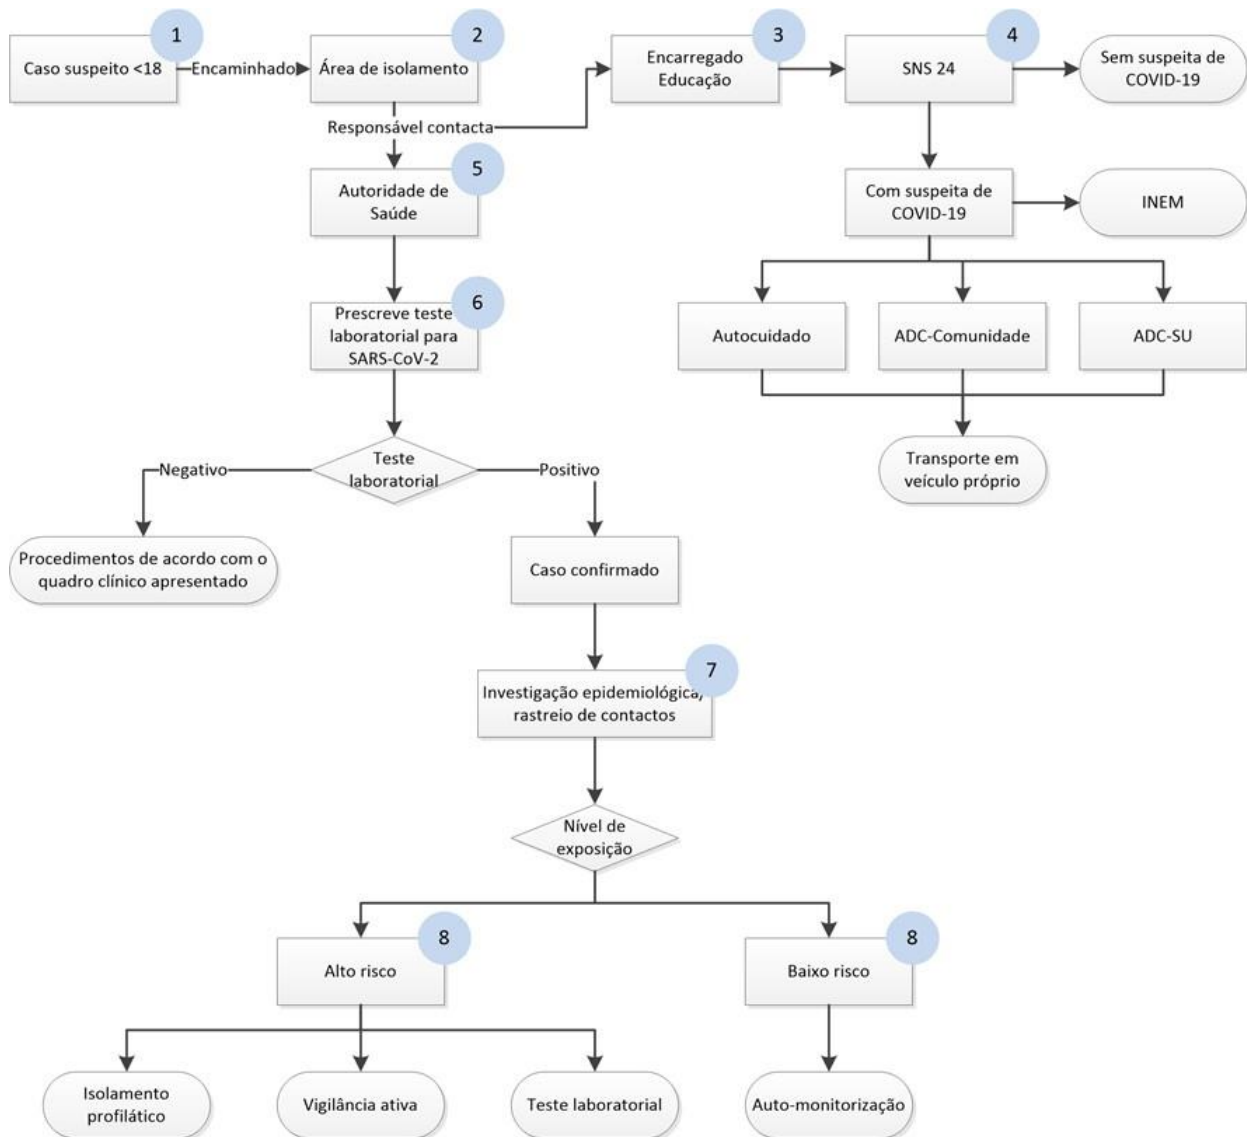 1
Caso suspeito <18
Encaminhado
2
Área de isolamento
3
Encarregado
Educação
4
SNS 24
Sem suspeita de
COVID-19
Responsável contacta
5
Autoridade de
Saúde
Com suspeita de
COVID-19
INEM
6
Prescreve teste
laboratorial para
SARS-CoV-2
Autocuidado
ADC-Comunidade
ADC-SU
Negativo
Teste
laboratorial
Positivo
Transporte em
veículo próprio
Procedimentos de acordo com o
quadro clínico apresentado
Caso confirmado
7
Investigação epidemiológica/
rastreio de contactos
Nível de
exposição
8
Alto risco
8
Baixo risco
Isolamento
profilático
Vigilância ativa
Teste laboratorial
Auto-monitorização